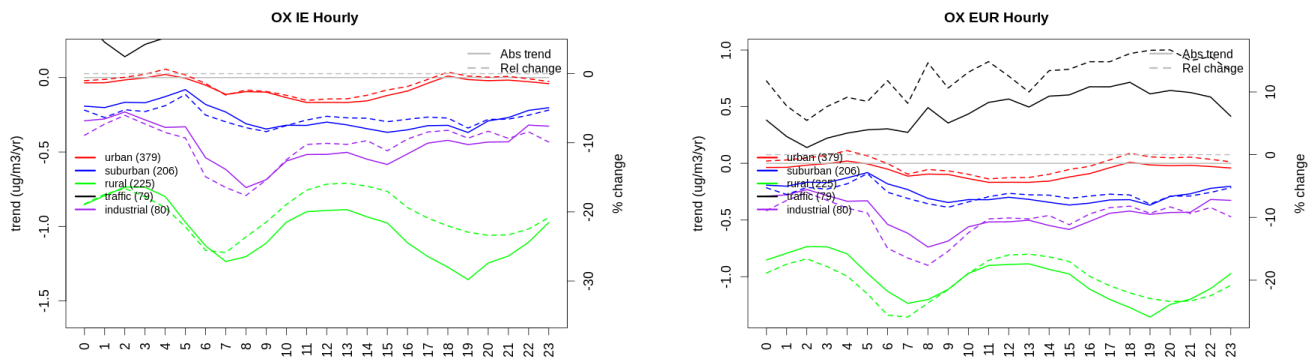 OX IE Hourly
Abs trend
Rel change
0.0
-0.5
-1.0
-1.5
trend (ug/m3/yr)
urban (379)
suburban (206)
rural (225)
traffic (79)
industrial (80)
0
-10
-20
-30
% change
0 1 2 3 4 5 6 7 8 9 10 11 12 13 14 15 16 17 18 19 20 21 22 23
OX EUR Hourly
Abs trend
Rel change
1.0
0.5
0.0
-0.5
-1.0
trend (ug/m3/yr)
urban (379)
suburban (206)
rural (225)
traffic (79)
industrial (80)
10
0
-10
-20
% change
0 1 2 3 4 5 6 7 8 9 10 11 12 13 14 15 16 17 18 19 20 21 22 23